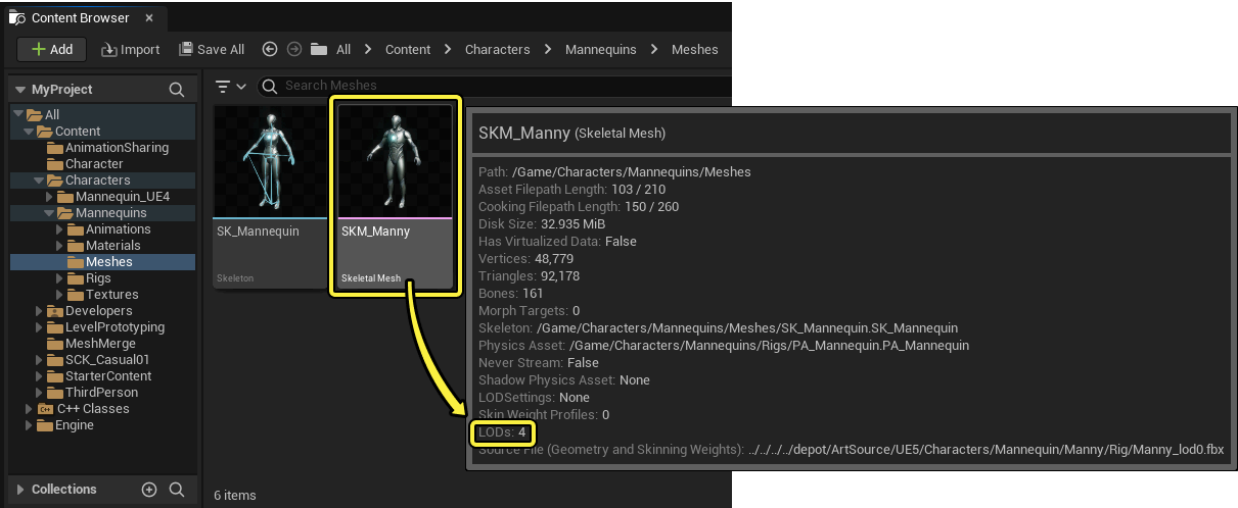 Content Browser
Add Import Save All All > Content > Characters > Mannequins > Meshes
MyProject
Search Meshes
All
Content
AnimationSharing
Character
Characters
Mannequin_UE4
Mannequins
Animations
Materials
Meshes
Rigs
Textures
Developers
LevelPrototyping
MeshMerge
SCK_Casual01
StarterContent
ThirdPerson
C++ Classes
Engine
Collections
SK_Mannequin
Skeleton
SKM_Manny
Skeletal Mesh
6 items
SKM_Manny (Skeletal Mesh)
Path: /Game/Characters/Mannequins/Meshes
Asset Filepath Length: 103 / 210
Cooking Filepath Length: 150 / 260
Disk Size: 32.935 MiB
Has Virtualized Data: False
Vertices: 48,779
Triangles: 92,178
Bones: 161
Morph Targets: 0
Skeleton: /Game/Characters/Mannequins/Meshes/SK_Mannequin.SK_Mannequin
Physics Asset: /Game/Characters/Mannequins/Rigs/PA_Mannequin.PA_Mannequin
Never Stream: False
Shadow Physics Asset: None
LODSettings: None
Skin Weight Profiles: 0
LODs: 4
Source File (Geometry and Skinning Weights): ../../../../depot/ArtSource/UE5/Characters/Mannequin/Manny/Rig/Manny_lod0.fbx